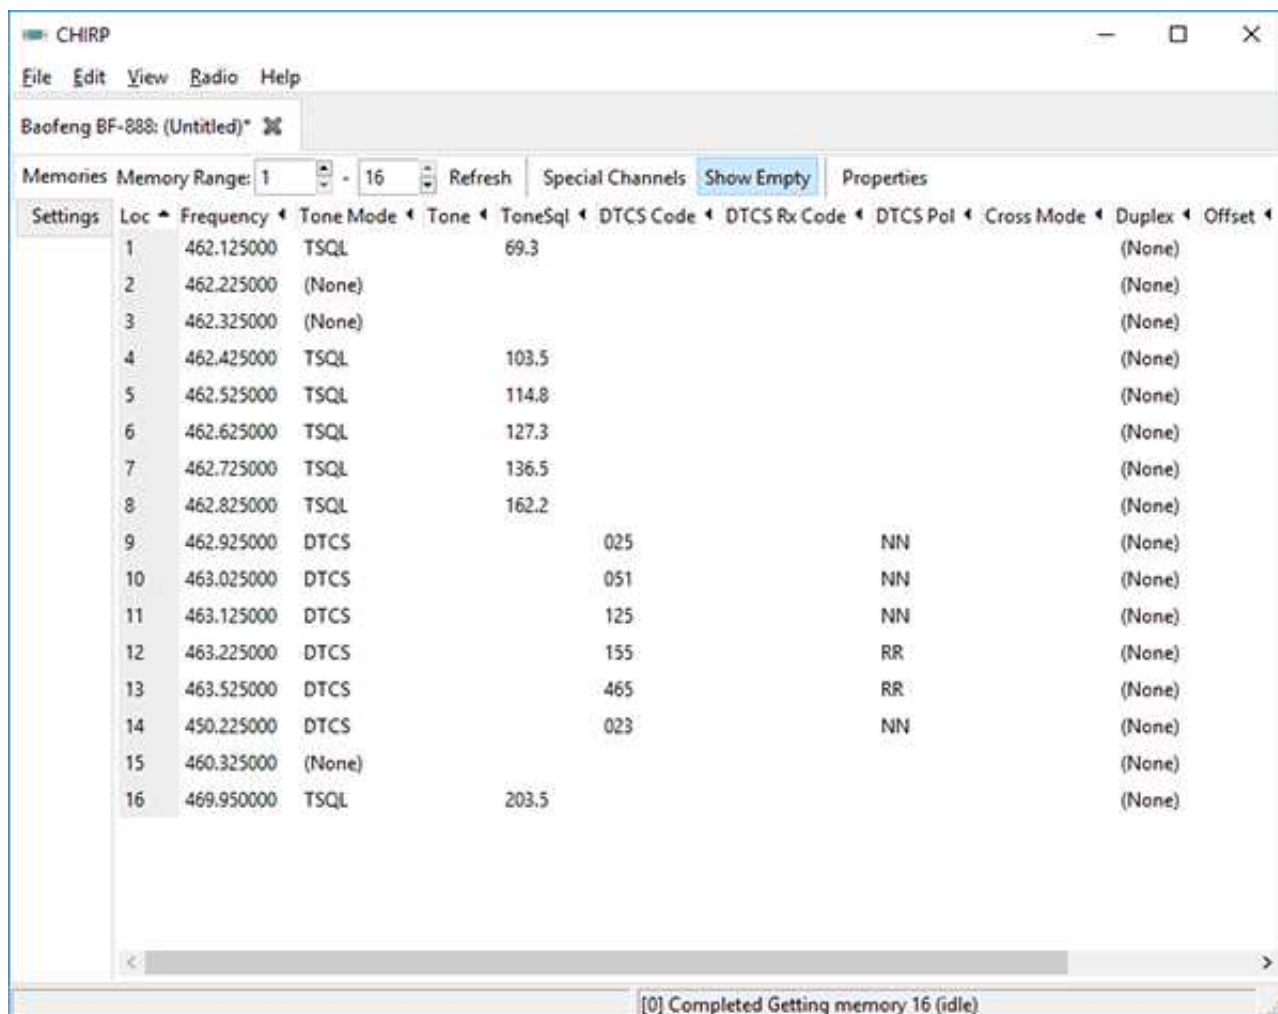 CHIRP
File Edit View Radio Help
Baofeng BF-888: (Untitled)*
Memories Memory Range: 1 - 16 Refresh Special Channels Show Empty Properties
Settings Loc Frequency Tone Mode Tone ToneSql DTCS Code DTCS Rx Code DTCS Pol Cross Mode Duplex Offset
1 462.125000 TSQL 69.3 (None)
2 462.225000 (None) (None)
3 462.325000 (None) (None)
4 462.425000 TSQL 103.5 (None)
5 462.525000 TSQL 114.8 (None)
6 462.625000 TSQL 127.3 (None)
7 462.725000 TSQL 136.5 (None)
8 462.825000 TSQL 162.2 (None)
9 462.925000 DTCS 025 NN (None)
10 463.025000 DTCS 051 NN (None)
11 463.125000 DTCS 125 NN (None)
12 463.225000 DTCS 155 RR (None)
13 463.525000 DTCS 465 RR (None)
14 450.225000 DTCS 023 NN (None)
15 460.325000 (None) (None)
16 469.950000 TSQL 203.5 (None)
[0] Completed Getting memory 16 (idle)